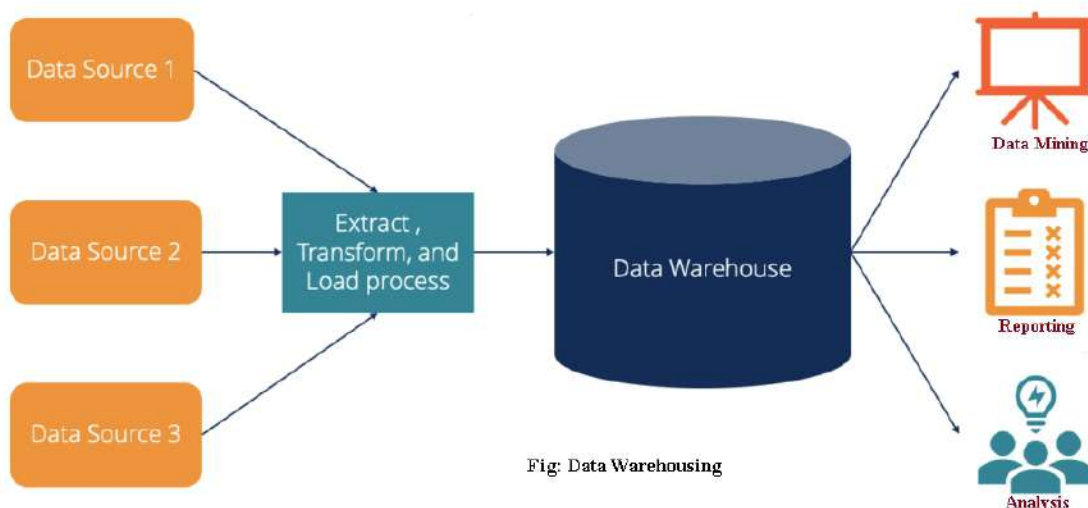 Data Source 1
Data Source 2
Data Source 3
Extract ,
Transform, and
Load process
Data Warehouse
Data Mining
Reporting
Analysis
Fig: Data Warehousing